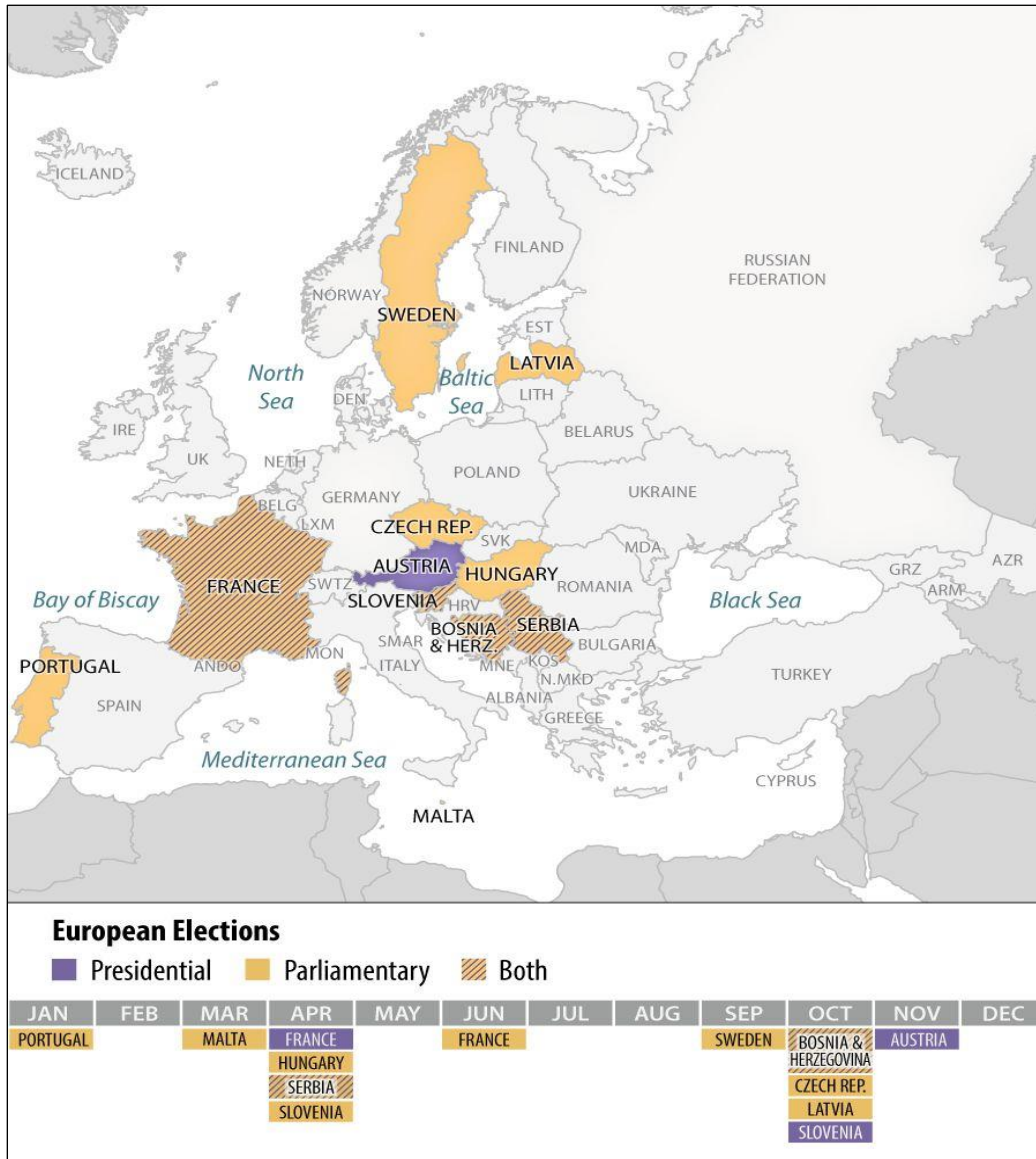 ICELAND
FINLAND
RUSSIAN
FEDERATION
NORWAY
SWEDEN
EST
North
Sea
Baltic
Sea
LATVIA
DEN
LITH
IRE
UK
BELARUS
NETH
POLAND
BELG
GERMANY
UKRAINE
LXM
CZECH REP.
SVK
MDA
AUSTRIA
HUNGARY
FRANCE
SWTZ
ROMANIA
GRZ
AZR
ARM
Bay of Biscay
SLOVENIA
HRV
Black Sea
BOSNIA
& HERZ.
SERBIA
SMAR
BULGARIA
MON
PORTUGAL
ANDO
ITALY
MNE
KOS
N.MKD
TURKEY
SPAIN
ALBANIA
GREECE
Mediterranean Sea
CYPRUS
MALTA
European Elections
Presidential Parliamentary Both
JAN FEB MAR APR MAY JUN JUL AUG SEP OCT NOV DEC
PORTUGAL MALTA FRANCE FRANCE SWEDEN BOSNIA & HERZEGOVINA AUSTRIA
HUNGARY
SERBIA CZECH REP.
SLOVENIA LATVIA
SLOVENIA